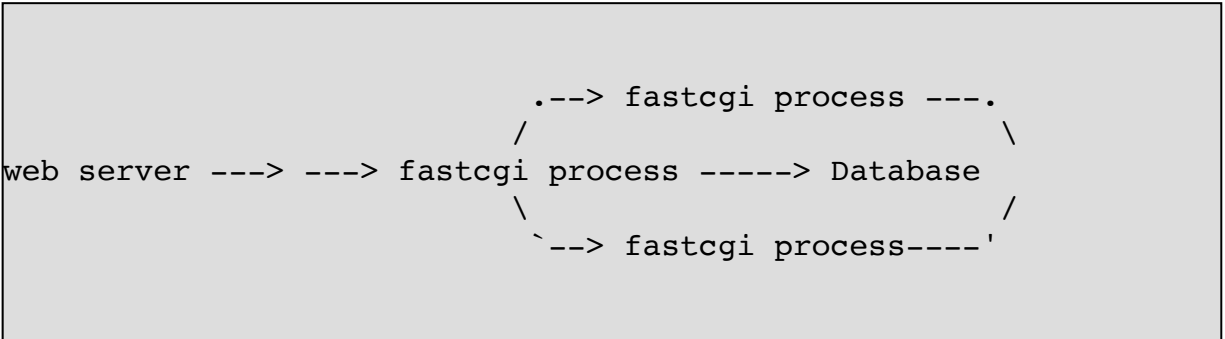 .--> fastcgi process ---.
/ \
web server ---> ---> fastcgi process -----> Database
\ /
`--> fastcgi process----'